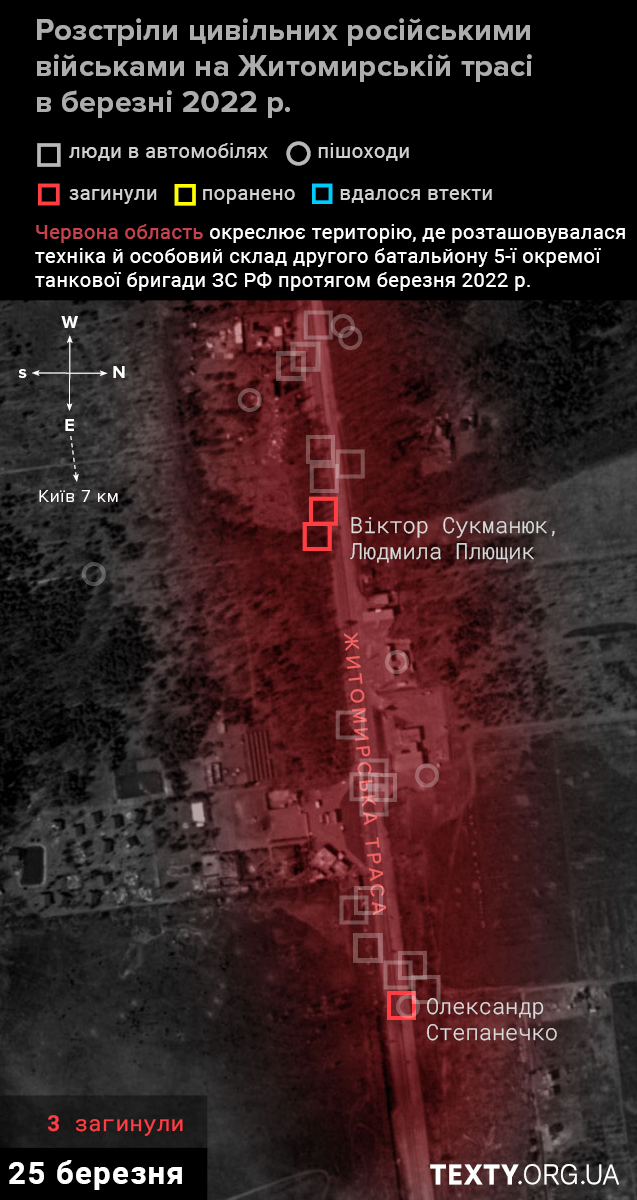 Розстріли цивільних російськими
військами на Житомирській трасі
в березні 2022 р.
люди в автомобілях пішоходи
загинули поранено вдалося втекти
Червона область окреслює територію, де розташовувалася
техніка й особовий склад другого батальйону 5-ї окремої
танкової бригади ЗС РФ протягом березня 2022 р.
W
s N
E
Київ 7 км
Віктор Сукманюк,
Людмила Плющик
ЖИТОМИРСЬКА ТРАСА
Олександр
Степанечко
3 загинули
25 березня
TEXTY.ORG.UA